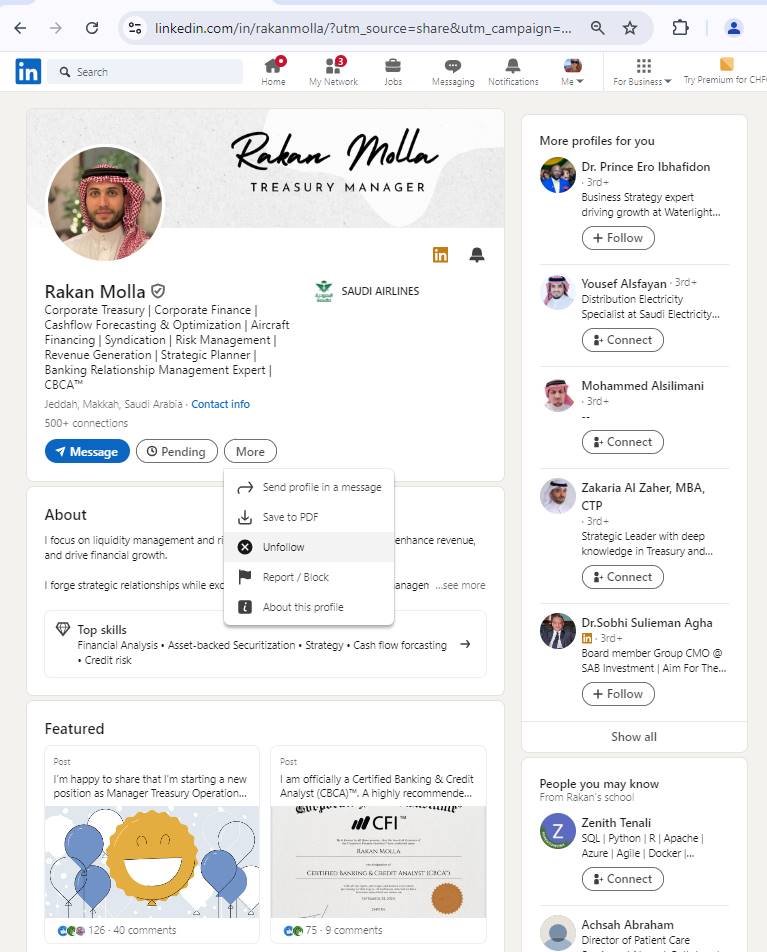 linkedin.com/in/rakanmolla/?utm_source=share&utm_campaign=...
in
Search
Home
3
My Network
Jobs
Messaging
Notifications
Me
For Business
Try Premium for CHF
Rakan Molla
TREASURY MANAGER
in
Rakan Molla
SAUDI AIRLINES
Corporate Treasury | Corporate Finance |
Cashflow Forecasting & Optimization | Aircraft
Financing | Syndication | Risk Management |
Revenue Generation | Strategic Planner |
Banking Relationship Management Expert |
CBCA™
Jeddah, Makkah, Saudi Arabia · Contact info
500+ connections
Message
Pending
More
Send profile in a message
Save to PDF
Unfollow
Report / Block
About this profile
About
I focus on liquidity management and ri enhance revenue,
and drive financial growth.
I forge strategic relationships while exc managen ...see more
Top skills
Financial Analysis • Asset-backed Securitization • Strategy • Cash flow forcasting
• Credit risk
Featured
Post
I'm happy to share that I'm starting a new
position as Manager Treasury Operation...
126 · 40 comments
Post
I am officially a Certified Banking & Credit
Analyst (CBCA)™. A highly recommende...
CFI™
RAKAN MOLLA
CERTIFIED BANKING & CREDIT ANALYST (CBCA)®
75 · 9 comments
More profiles for you
Dr. Prince Ero Ibhafidon
· 3rd+
Business Strategy expert
driving growth at Waterlight...
+ Follow
Yousef Alsfayan · 3rd+
Distribution Electricity
Specialist at Saudi Electricity...
Connect
Mohammed Alsilimani
· 3rd+
--
Connect
Zakaria Al Zaher, MBA,
CTP
· 3rd+
Strategic Leader with deep
knowledge in Treasury and...
Connect
Dr.Sobhi Sulieman Agha
in · 3rd+
Board member Group CMO @
SAB Investment | Aim For The...
+ Follow
Show all
People you may know
From Rakan's school
Z
Zenith Tenali
SQL | Python | R | Apache |
Azure | Agile | Docker |...
Connect
Achsah Abraham
Director of Patient Care